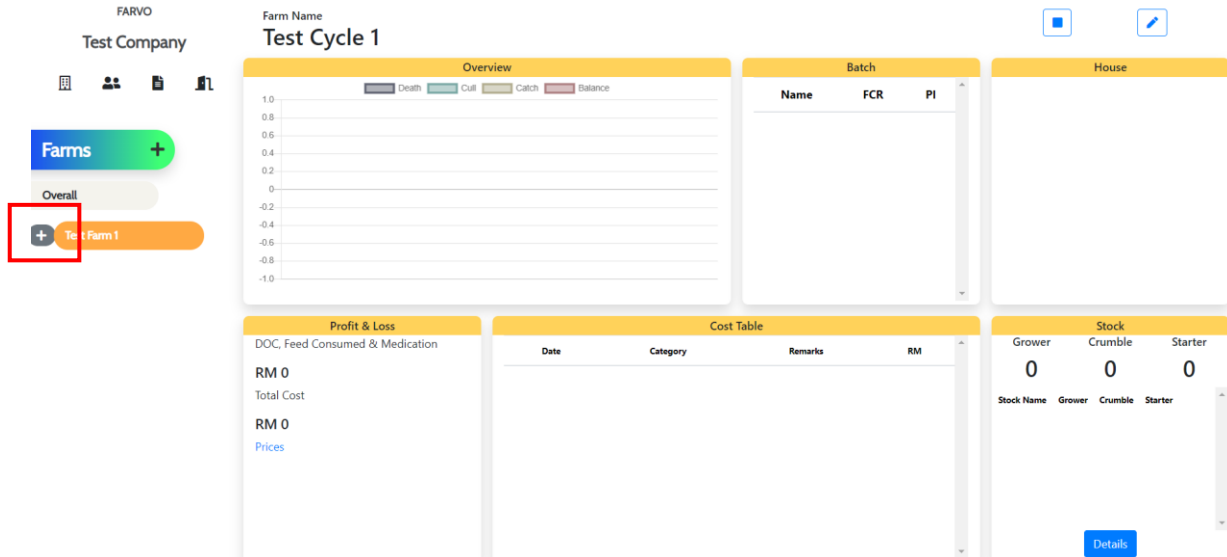 FARVO
Test Company
Farms
Overall
Test Farm 1
Farm Name
Test Cycle 1
Overview
Death Cull Catch Balance
1.0
0.8
0.6
0.4
0.2
0
-0.2
-0.4
-0.6
-0.8
-1.0
Batch
Name FCR PI
House
Profit & Loss
DOC, Feed Consumed & Medication
RM 0
Total Cost
RM 0
Prices
Cost Table
Date Category Remarks RM
Stock
Grower Crumble Starter
0 0 0
Stock Name Grower Crumble Starter
Details